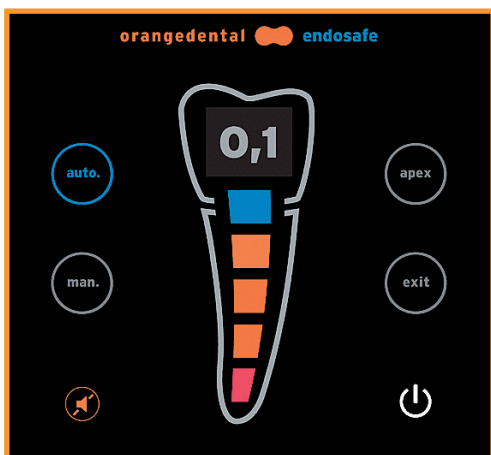 orangedental endosafe
0,1
auto.
apex
man.
exit